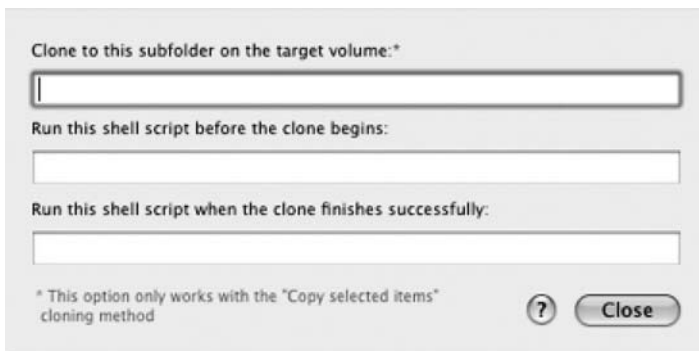 Clone to this subfolder on the target volume:*
Run this shell script before the clone begins:
Run this shell script when the clone finishes successfully:
* This option only works with the "Copy selected items"
cloning method
? Close